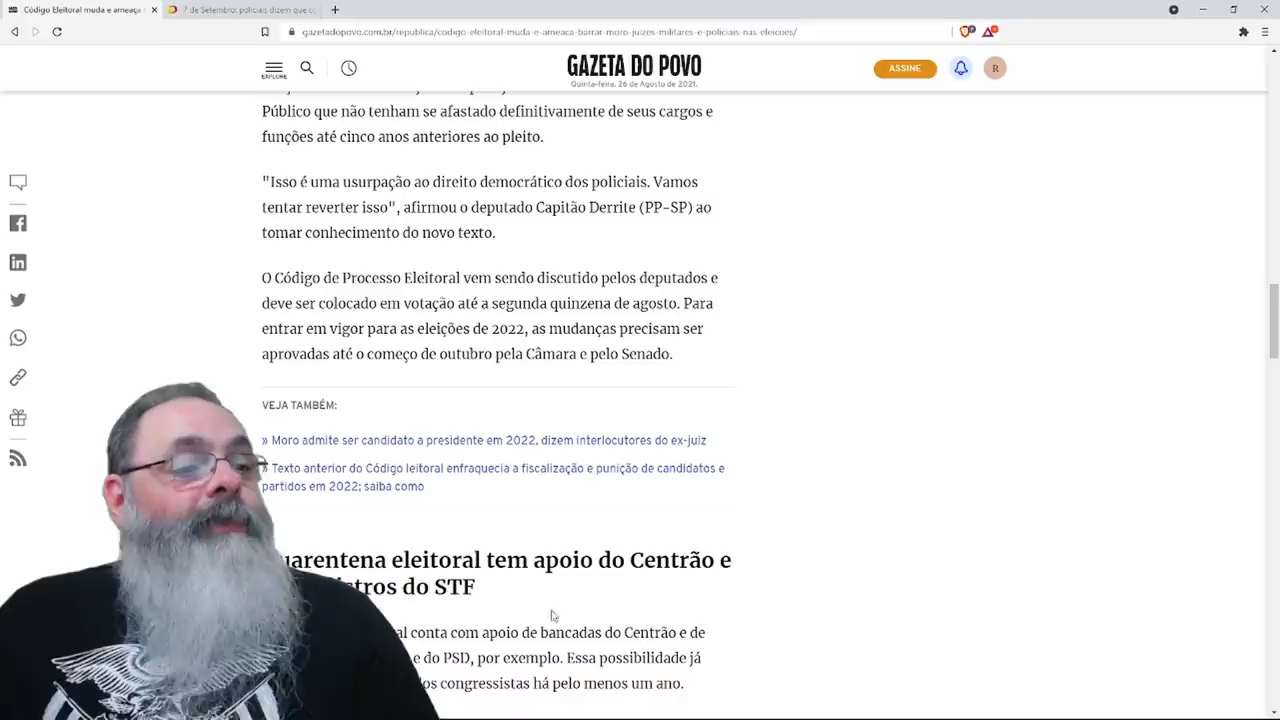 Código Eleitoral muda e ameaça
7 de Setembro: policiais dizem que
gazetadopovo.com.br/republica/codigo-eleitoral-muda-e-ameaca-barrar-moro-juizes-militares-e-policiais-nas-eleicoes/
EXPLORE
GAZETA DO POVO
Quinta-feira, 26 de Agosto de 2021.
ASSINE
R
Público que não tenham se afastado definitivamente de seus cargos e
funções até cinco anos anteriores ao pleito.
"Isso é uma usurpação ao direito democrático dos policiais. Vamos
tentar reverter isso", afirmou o deputado Capitão Derrite (PP-SP) ao
tomar conhecimento do novo texto.
O Código de Processo Eleitoral vem sendo discutido pelos deputados e
deve ser colocado em votação até a segunda quinzena de agosto. Para
entrar em vigor para as eleições de 2022, as mudanças precisam ser
aprovadas até o começo de outubro pela Câmara e pelo Senado.
VEJA TAMBÉM:
» Moro admite ser candidato a presidente em 2022, dizem interlocutores do ex-juiz
» Texto anterior do Código leitoral enfraquecia a fiscalização e punição de candidatos e
partidos em 2022; saiba como
uarentena eleitoral tem apoio do Centrão e
stros do STF
al conta com apoio de bancadas do Centrão e de
e do PSD, por exemplo. Essa possibilidade já
os congressistas há pelo menos um ano.